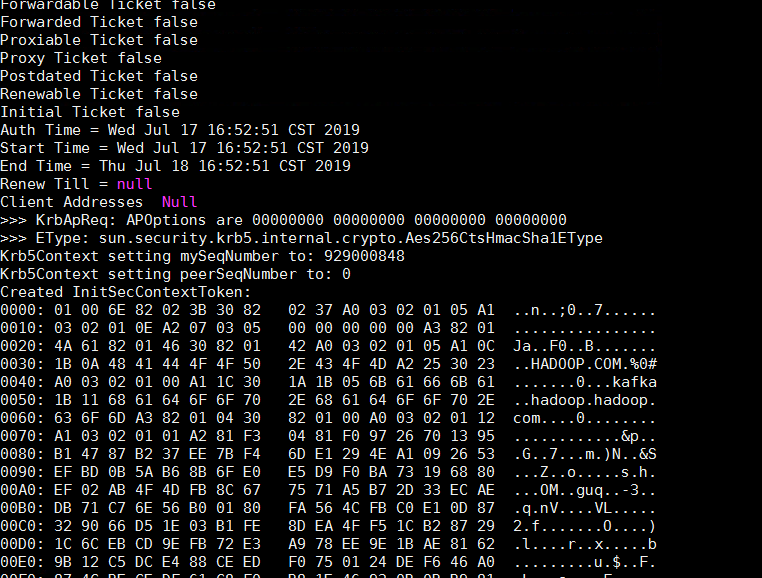 Forwardable Ticket false
Forwarded Ticket false
Proxiable Ticket false
Proxy Ticket false
Postdated Ticket false
Renewable Ticket false
Initial Ticket false
Auth Time = Wed Jul 17 16:52:51 CST 2019
Start Time = Wed Jul 17 16:52:51 CST 2019
End Time = Thu Jul 18 16:52:51 CST 2019
Renew Till = null
Client Addresses  Null
>>> KrbApReq: APOptions are 00000000 00000000 00000000 00000000
>>> EType: sun.security.krb5.internal.crypto.Aes256CtsHmacSha1EType
Krb5Context setting mySeqNumber to: 929000848
Krb5Context setting peerSeqNumber to: 0
Created InitSecContextToken:
0000: 01 00 6E 82 02 3B 30 82   02 37 A0 03 02 01 05 A1  ..n..;0..7......
0010: 03 02 01 0E A2 07 03 05   00 00 00 00 00 A3 82 01  ................
0020: 4A 61 82 01 46 30 82 01   42 A0 03 02 01 05 A1 0C  Ja..F0..B.......
0030: 1B 0A 48 41 44 4F 4F 50   2E 43 4F 4D A2 25 30 23  ..HADOOP.COM.%0#
0040: A0 03 02 01 00 A1 1C 30   1A 1B 05 6B 61 66 6B 61  .......0...kafka
0050: 1B 11 68 61 64 6F 6F 70   2E 68 61 64 6F 6F 70 2E  ..hadoop.hadoop.
0060: 63 6F 6D A3 82 01 04 30   82 01 00 A0 03 02 01 12  com....0........
0070: A1 03 02 01 01 A2 81 F3   04 81 F0 97 26 70 13 95  ............&p..
0080: B1 47 87 B2 37 EE 7B F4   6D E1 29 4E A1 09 26 53  .G..7...m.)N..&S
0090: EF BD 0B 5A B6 8B 6F E0   E5 D9 F0 BA 73 19 68 80  ...Z..o.....s.h.
00A0: EF 02 AB 4F 4D FB 8C 67   75 71 A5 B7 2D 33 EC AE  ...OM..guq..-3..
00B0: DB 71 C7 6E 56 B0 01 80   FA 56 4C FB C0 E1 0D 87  .q.nV....VL.....
00C0: 32 90 66 D5 1E 03 B1 FE   8D EA 4F F5 1C B2 87 29  2.f.......O....)
00D0: 1C 6C EB CD 9E FB 72 E3   A9 78 EE 9E 1B AE 81 62  .l....r..x.....b
00E0: 9B 12 C5 DC E4 88 CE ED   F0 75 01 24 DE F6 46 A0  .........u.$..F.